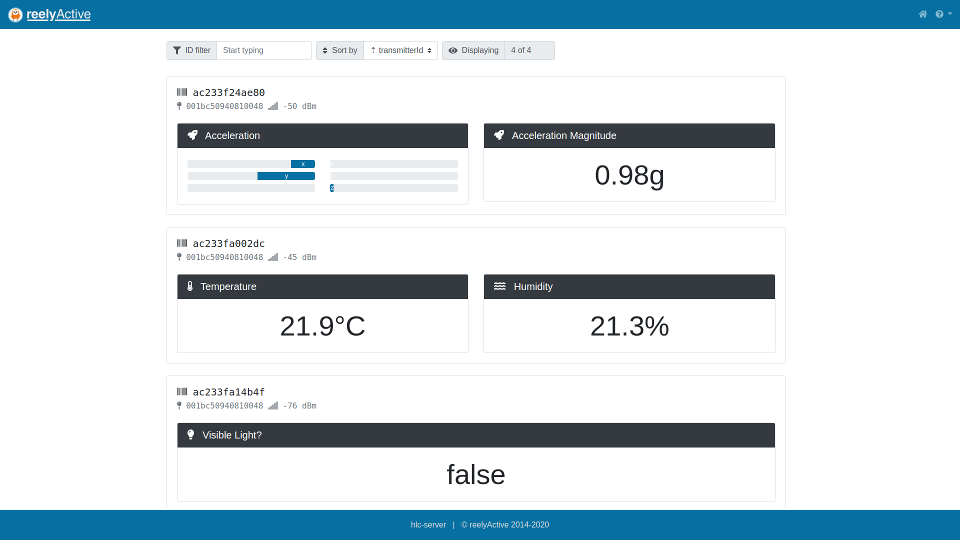 reelyActive
ID filter Start typing Sort by ⇡ transmitterId Displaying 4 of 4
ac233f24ae80
001bc50940810048 -50 dBm
Acceleration
x
y
z
Acceleration Magnitude
0.98g
ac233fa002dc
001bc50940810048 -45 dBm
Temperature
21.9°C
Humidity
21.3%
ac233fa14b4f
001bc50940810048 -76 dBm
Visible Light?
false
hlc-server | © reelyActive 2014-2020